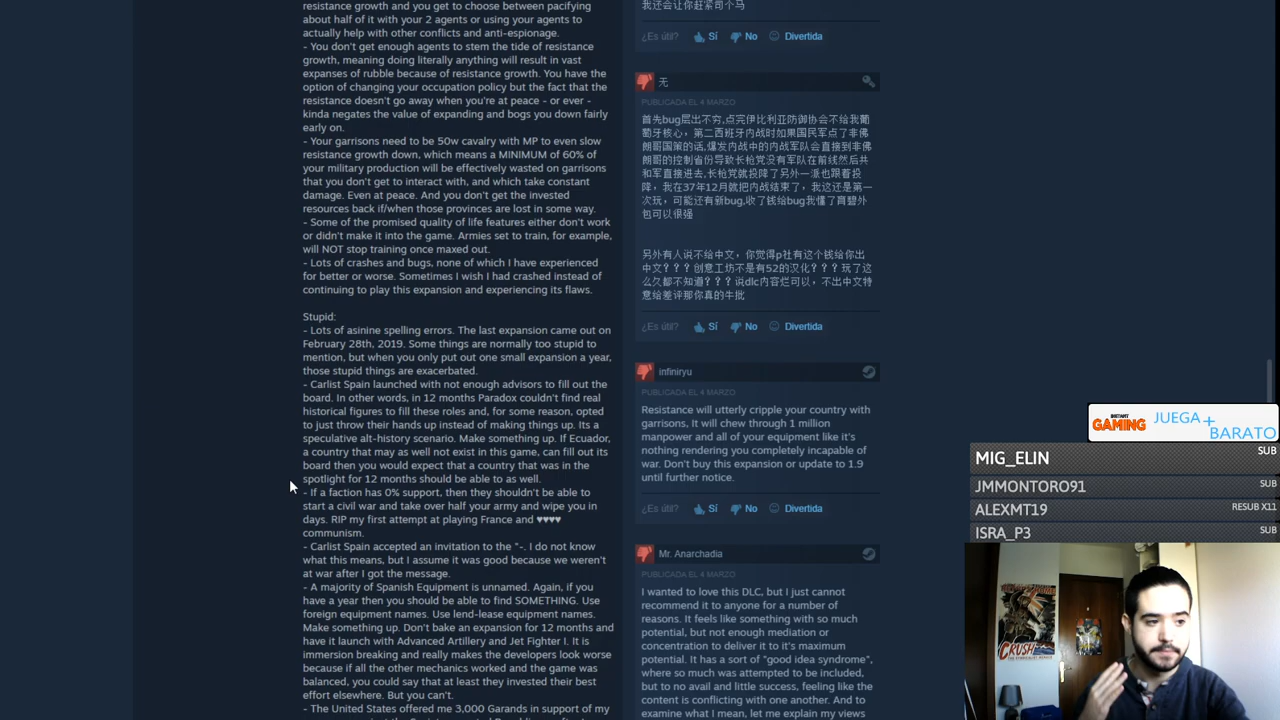 resistance growth and you get to choose between pacifying
about half of it with your 2 agents or using your agents to
actually help with other conflicts and anti-espionage.
- You don't get enough agents to stem the tide of resistance
growth, meaning doing literally anything will result in vast
expanses of rubble because of resistance growth. You have the
option of changing your occupation policy but the fact that the
resistance doesn't go away when you're at peace - or ever -
kinda negates the value of expanding and bogs you down fairly
early on.
- Your garrisons need to be 50w cavalry with MP to even slow
resistance growth down, which means a MINIMUM of 60% of
your military production will be effectively wasted on garrisons
that you don't get to interact with, and which take constant
damage. Even at peace. And you don't get the invested
resources back if/when those provinces are lost in some way.
- Some of the promised quality of life features either don't work
or didn't make it into the game. Armies set to train, for example,
will NOT stop training once maxed out.
- Lots of crashes and bugs, none of which I have experienced
for better or worse. Sometimes I wish I had crashed instead of
continuing to play this expansion and experiencing its flaws.
Stupid:
- Lots of asinine spelling errors. The last expansion came out on
February 28th, 2019. Some things are normally too stupid to
mention, but when you only put out one small expansion a year,
those stupid things are exacerbated.
- Carlist Spain launched with not enough advisors to fill out the
board. In other words, in 12 months Paradox couldn't find real
historical figures to fill these roles and, for some reason, opted
to just throw their hands up instead of making things up. Its a
speculative alt-history scenario. Make something up. If Ecuador,
a country that may as well not exist in this game, can fill out its
board then you would expect that a country that was in the
spotlight for 12 months should be able to as well.
- If a faction has 0% support, then they shouldn't be able to
start a civil war and take over half your army and wipe you in
days. RIP my first attempt at playing France and ♥♥♥♥
communism.
- Carlist Spain accepted an invitation to the "-. I do not know
what this means, but I assume it was good because we weren't
at war after I got the message.
- A majority of Spanish Equipment is unnamed. Again, if you
have a year then you should be able to find SOMETHING. Use
foreign equipment names. Use lend-lease equipment names.
Make something up. Don't bake an expansion for 12 months and
have it launch with Advanced Artillery and Jet Fighter I. It is
immersion breaking and really makes the developers look worse
because if all the other mechanics worked and the game was
balanced, you could say that at least they invested their best
effort elsewhere. But you can't.
- The United States offered me 3,000 Garands in support of my
我还会让你赶紧司个马
¿Es útil? Sí No Divertida
无
PUBLICADA EL 4 MARZO
首先bug层出不穷,点完伊比利亚防御协会不给我葡
萄牙核心，第二西班牙内战时如果国民军点了非佛
朗哥国策的话,爆发内战中的内战军队会直接到非佛
朗哥的控制省份导致长枪党没有军队在前线然后共
和军直接进去,长枪党就投降了另外一派也跟着投
降，我在37年12月就把内战结束了，我这还是第一
次玩，可能还有新bug,收了钱给bug我懂了育碧外
包可以很强
另外有人说不给中文，你觉得p社有这个钱给你出
中文？？？创意工坊不是有52的汉化？？？玩了这
么久都不知道？？？说dlc内容烂可以，不出中文特
意给差评那你真的牛批
¿Es útil? Sí No Divertida
infiniryu
PUBLICADA EL 4 MARZO
Resistance will utterly cripple your country with
garrisons, It will chew through 1 million
manpower and all of your equipment like it's
nothing rendering you completely incapable of
war. Don't buy this expansion or update to 1.9
until further notice.
¿Es útil? Sí No Divertida
Mr. Anarchadia
PUBLICADA EL 4 MARZO
I wanted to love this DLC, but I just cannot
recommend it to anyone for a number of
reasons. It feels like something with so much
potential, but not enough mediation or
concentration to deliver it to it's maximum
potential. It has a sort of "good idea syndrome",
where so much was attempted to be included,
but to no avail and little success, feeling like the
content is conflicting with one another. And to
examine what I mean, let me explain my views
INSTANT
GAMING
JUEGA+
BARATO
MIG_ELIN SUB
JMMONTORO91 SUB
ALEXMT19 RESUB X11
ISRA_P3 SUB
CRUSH